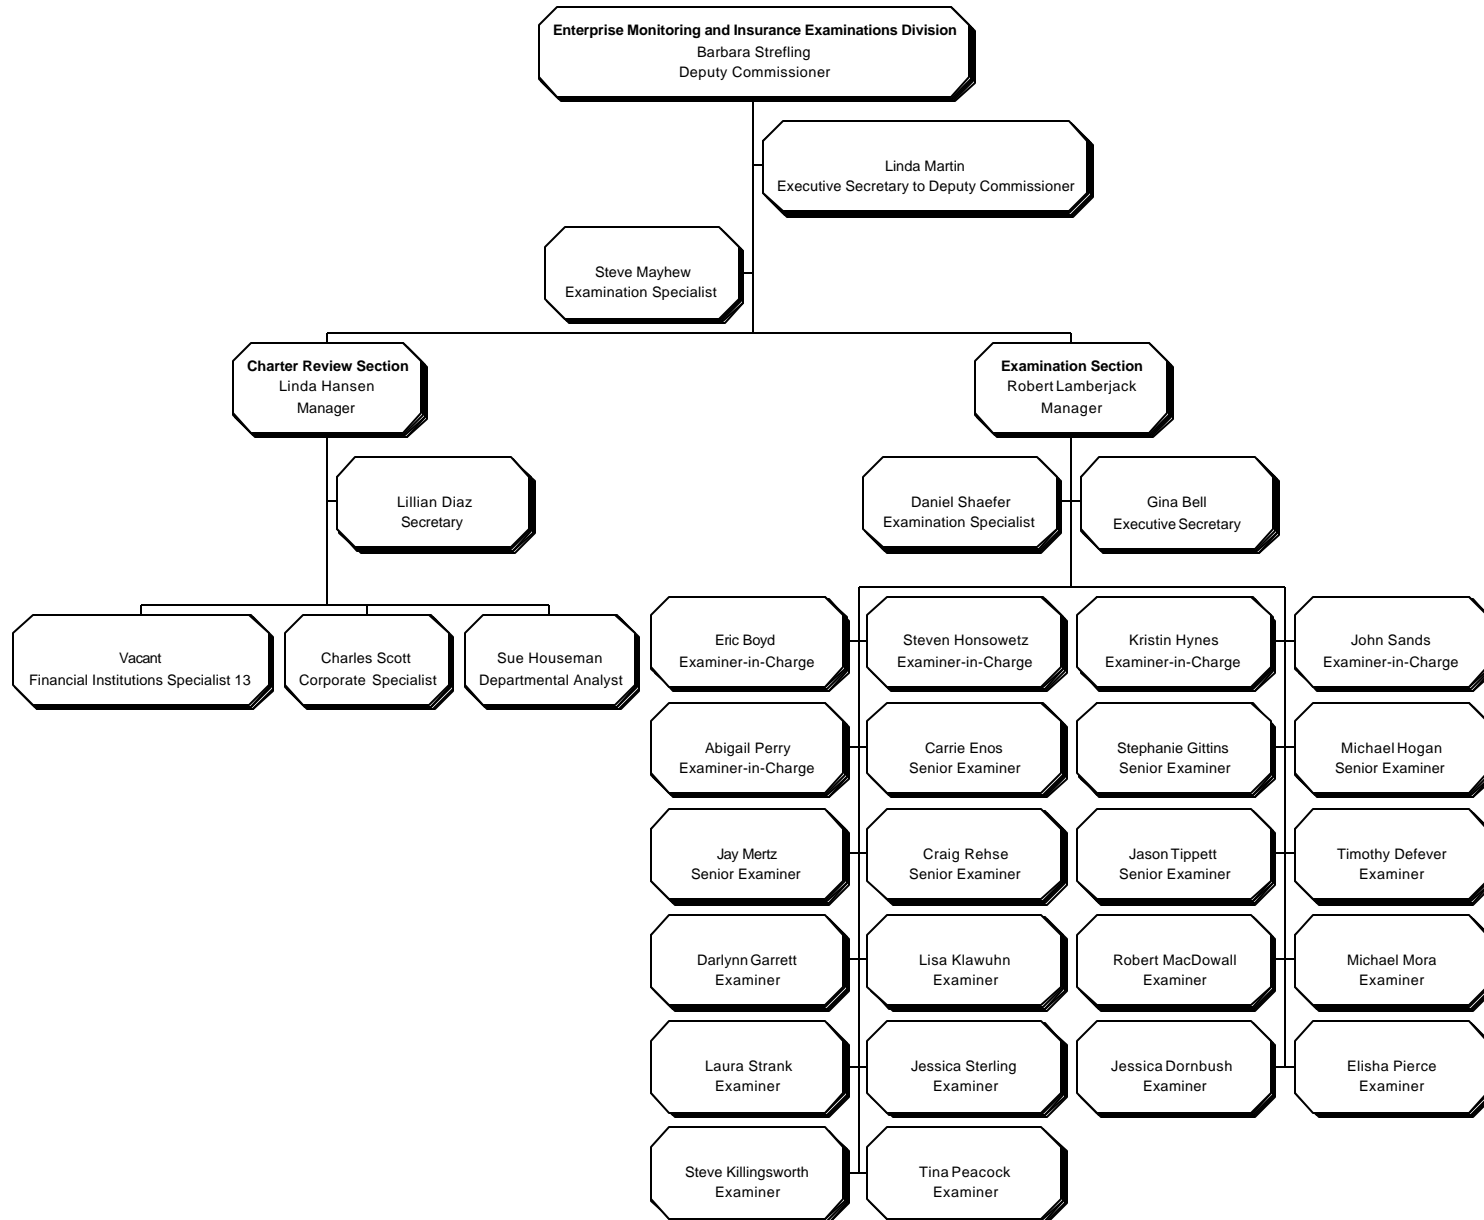 Enterprise Monitoring and Insurance Examinations Division
Barbara Strefling
Deputy Commissioner
Linda Martin
Executive Secretary to Deputy Commissioner
Steve Mayhew
Examination Specialist
Charter Review Section
Linda Hansen
Manager
Examination Section
Robert Lamberjack
Manager
Lillian Diaz
Secretary
Daniel Shaefer
Examination Specialist
Gina Bell
Executive Secretary
Vacant
Financial Institutions Specialist 13
Charles Scott
Corporate Specialist
Sue Houseman
Departmental Analyst
Eric Boyd
Examiner-in-Charge
Steven Honsowetz
Examiner-in-Charge
Kristin Hynes
Examiner-in-Charge
John Sands
Examiner-in-Charge
Abigail Perry
Examiner-in-Charge
Carrie Enos
Senior Examiner
Stephanie Gittins
Senior Examiner
Michael Hogan
Senior Examiner
Jay Mertz
Senior Examiner
Craig Rehse
Senior Examiner
Jason Tippett
Senior Examiner
Timothy Defever
Examiner
Darlynn Garrett
Examiner
Lisa Klawuhn
Examiner
Robert MacDowall
Examiner
Michael Mora
Examiner
Laura Strank
Examiner
Jessica Sterling
Examiner
Jessica Dornbush
Examiner
Elisha Pierce
Examiner
Steve Killingsworth
Examiner
Tina Peacock
Examiner